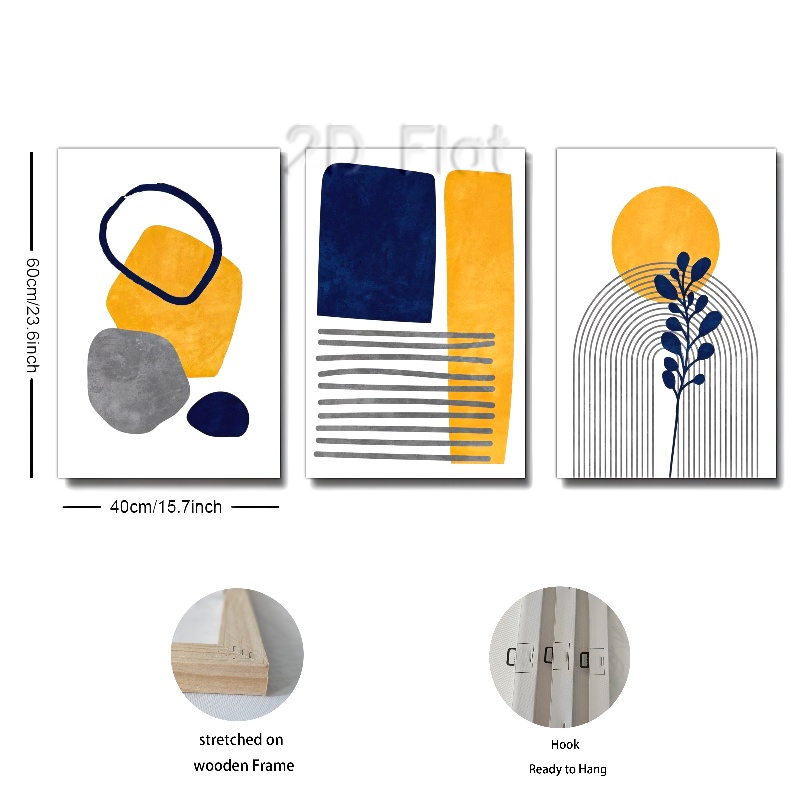 2D Flat
60cm/23.6inch
40cm/15.7inch
stretched on
wooden Frame
Hook
Ready to Hang